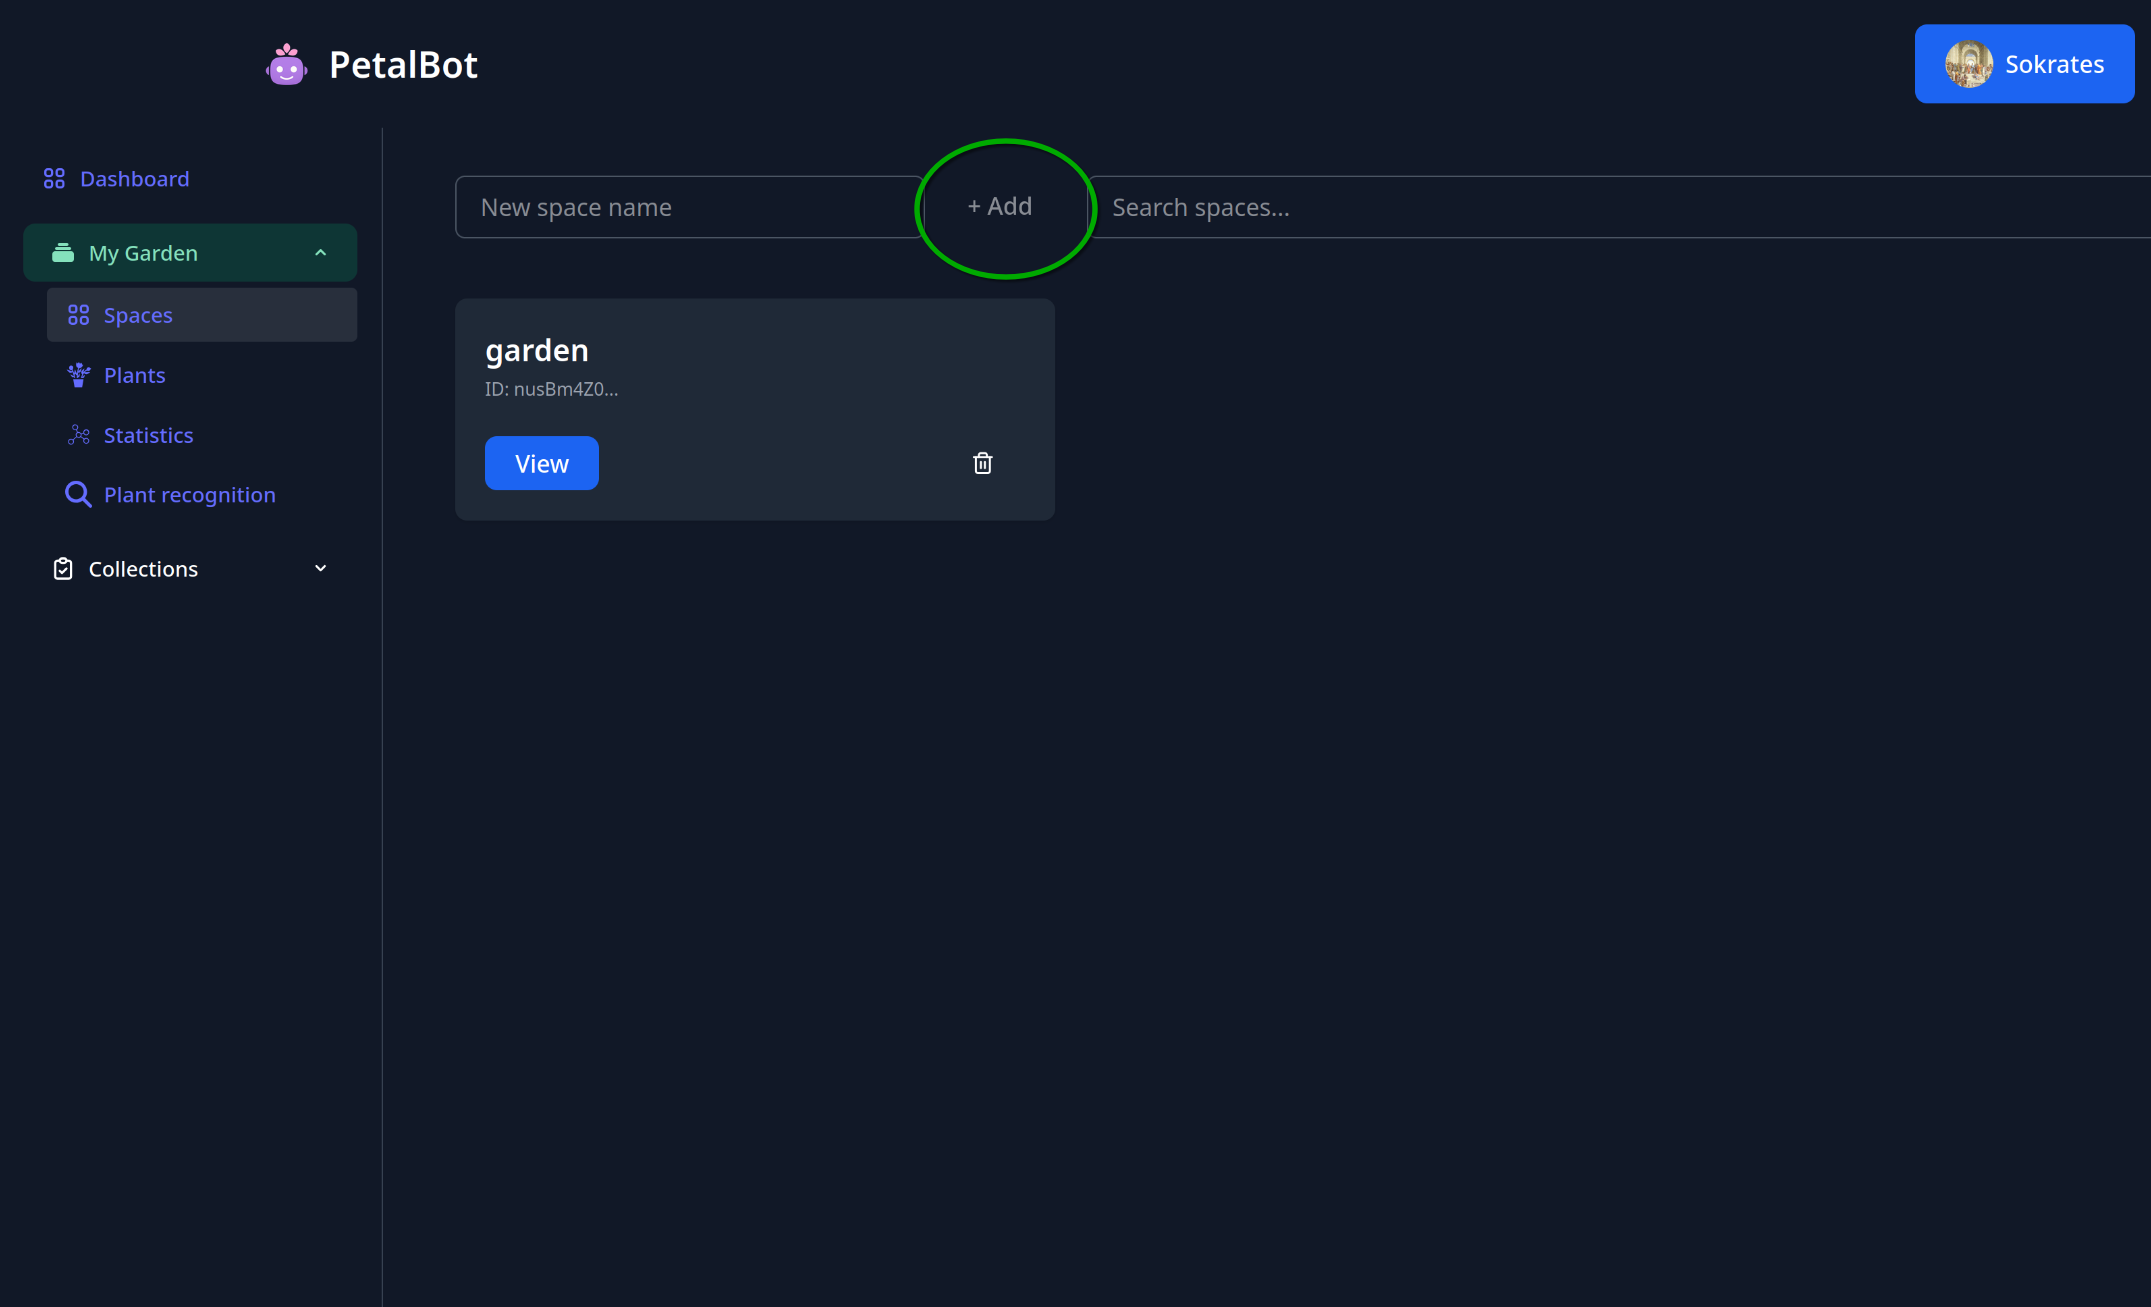 PetalBot
Sokrates
Dashboard
My Garden
Spaces
Plants
Statistics
Plant recognition
Collections
New space name
+ Add
Search spaces...
garden
ID: nusBm4Z0...
View